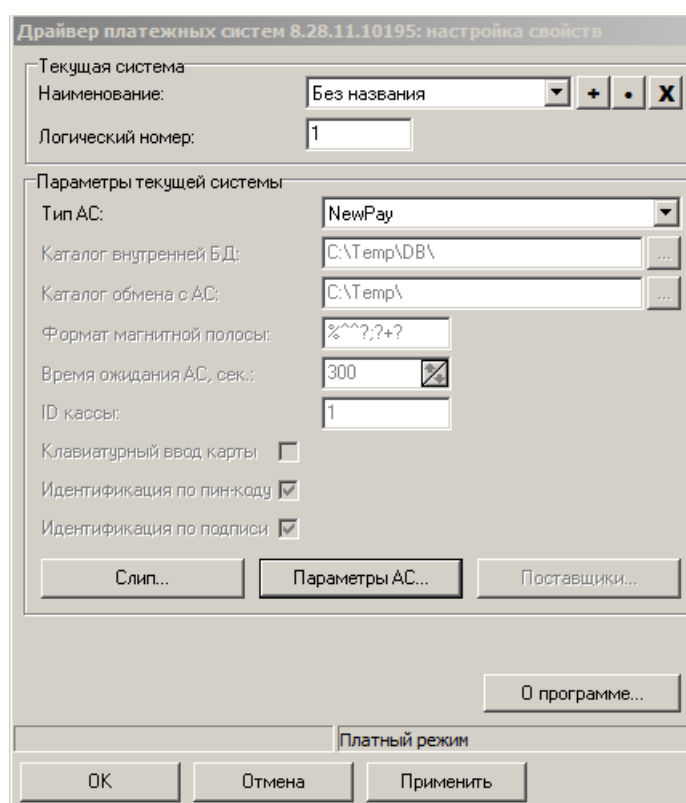 Драйвер платежных систем 8.28.11.10195: настройка свойств
Текущая система
Наименование: Без названия + • X
Логический номер: 1
Параметры текущей системы
Тип АС: NewPay
Каталог внутренней БД: C:\Temp\DB\ ...
Каталог обмена с АС: C:\Temp\ ...
Формат магнитной полосы: %^^?;?+?
Время ожидания АС, сек.: 300
ID кассы: 1
Клавиатурный ввод карты
Идентификация по пин-коду
Идентификация по подписи
Слип... Параметры АС... Поставщики...
О программе...
Платный режим
ОК Отмена Применить